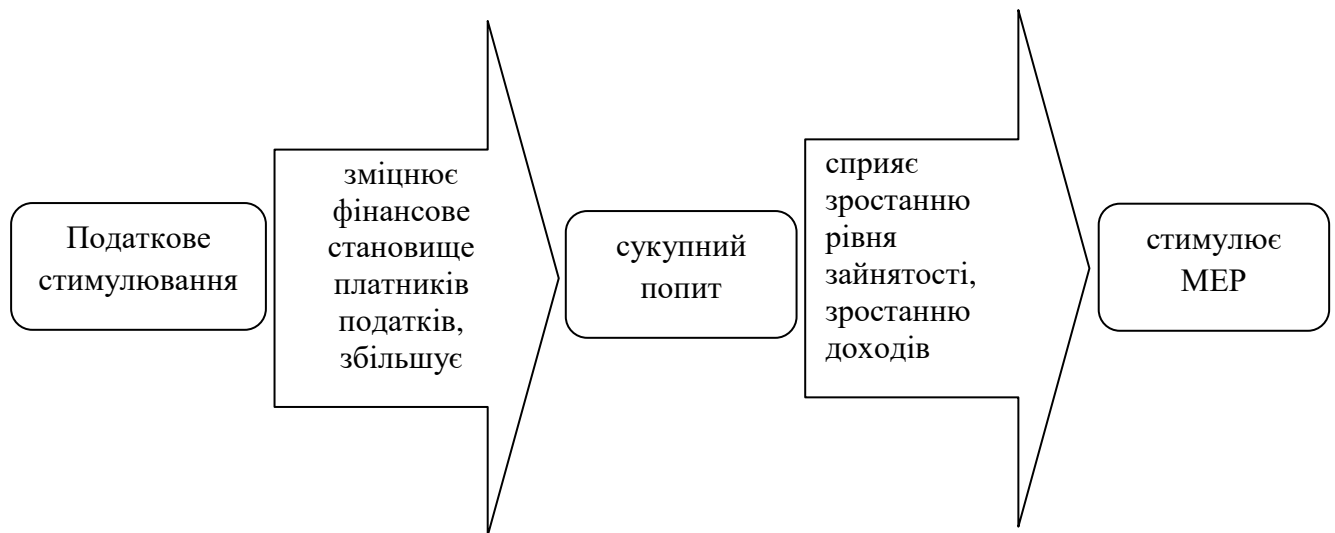 Податкове
стимулювання
зміцнює
фінансове
становище
платників
податків,
збільшує
сукупний
попит
сприяє
зростанню
рівня
зайнятості,
зростанню
доходів
стимулює
МЕР